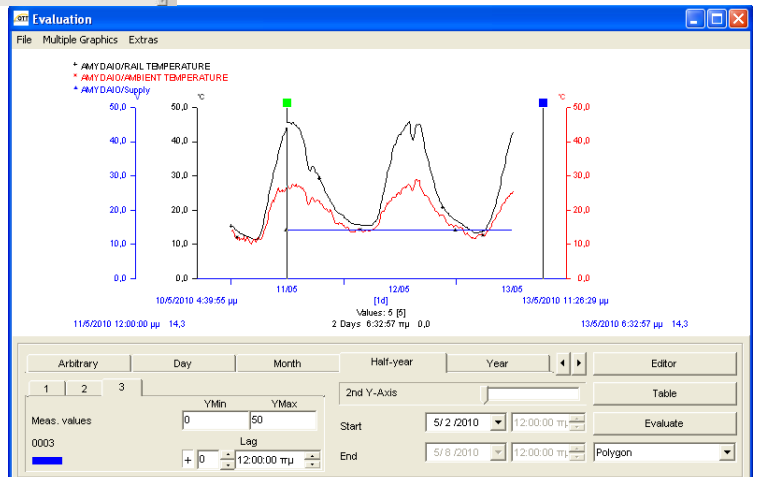 OTT Evaluation
File Multiple Graphics Extras
AMYDAIO/RAIL TEMPERATURE
AMYDAIO/AMBIENT TEMPERATURE
AMYDAIO/Supply
V °C °C
50,0 50,0 50,0
40,0 40,0 40,0
30,0 30,0 30,0
20,0 20,0 20,0
10,0 10,0 10,0
0,0 0,0 0,0
11/05 12/05 13/05
10/5/2010 4:39:55 μμ [1d] 13/5/2010 11:26:29 μμ
Values: 5 [5]
11/5/2010 12:00:00 μμ 14,3 2 Days 6:32:57 πμ 0,0 13/5/2010 6:32:57 μμ 14,3
Arbitrary Day Month Half-year Year Editor
1 2 3 2nd Y-Axis Table
YMin YMax
Meas. values 0 50 Start 5/ 2 /2010 12:00:00 πμ Evaluate
0003 Lag
+ 0 12:00:00 πμ End 5/ 8 /2010 12:00:00 πμ Polygon